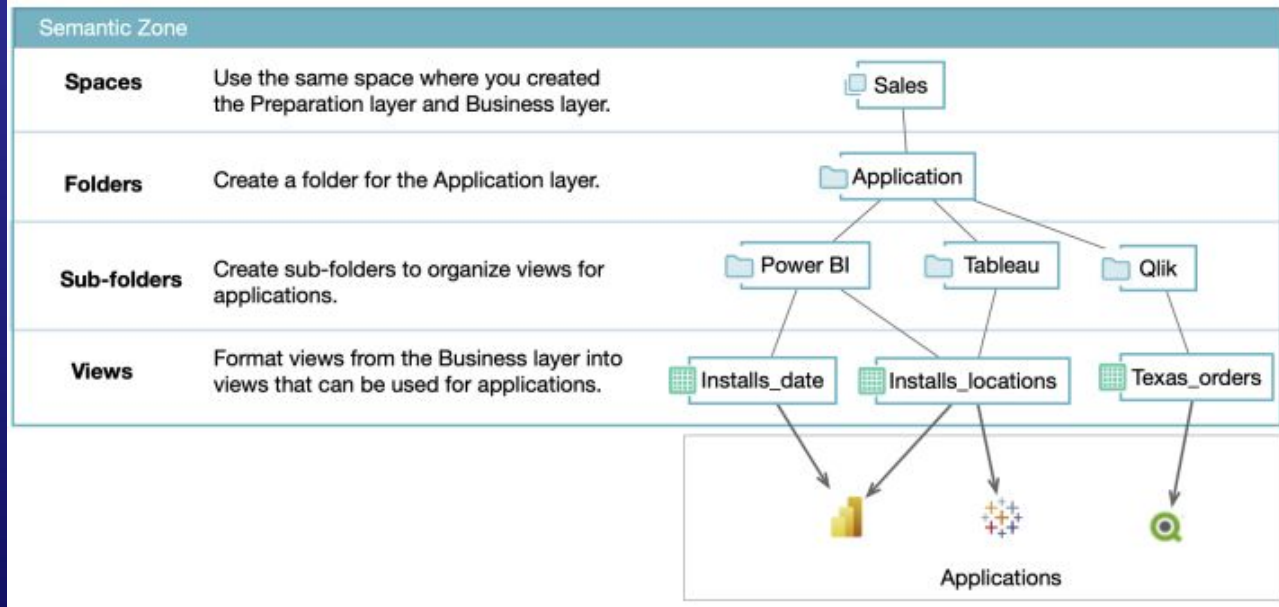 Semantic Zone
Spaces
Use the same space where you created
the Preparation layer and Business layer.
Sales
Folders
Create a folder for the Application layer.
Application
Sub-folders
Create sub-folders to organize views for
applications.
Power BI
Tableau
Qlik
Views
Format views from the Business layer into
views that can be used for applications.
Installs_date
Installs_locations
Texas_orders
Applications